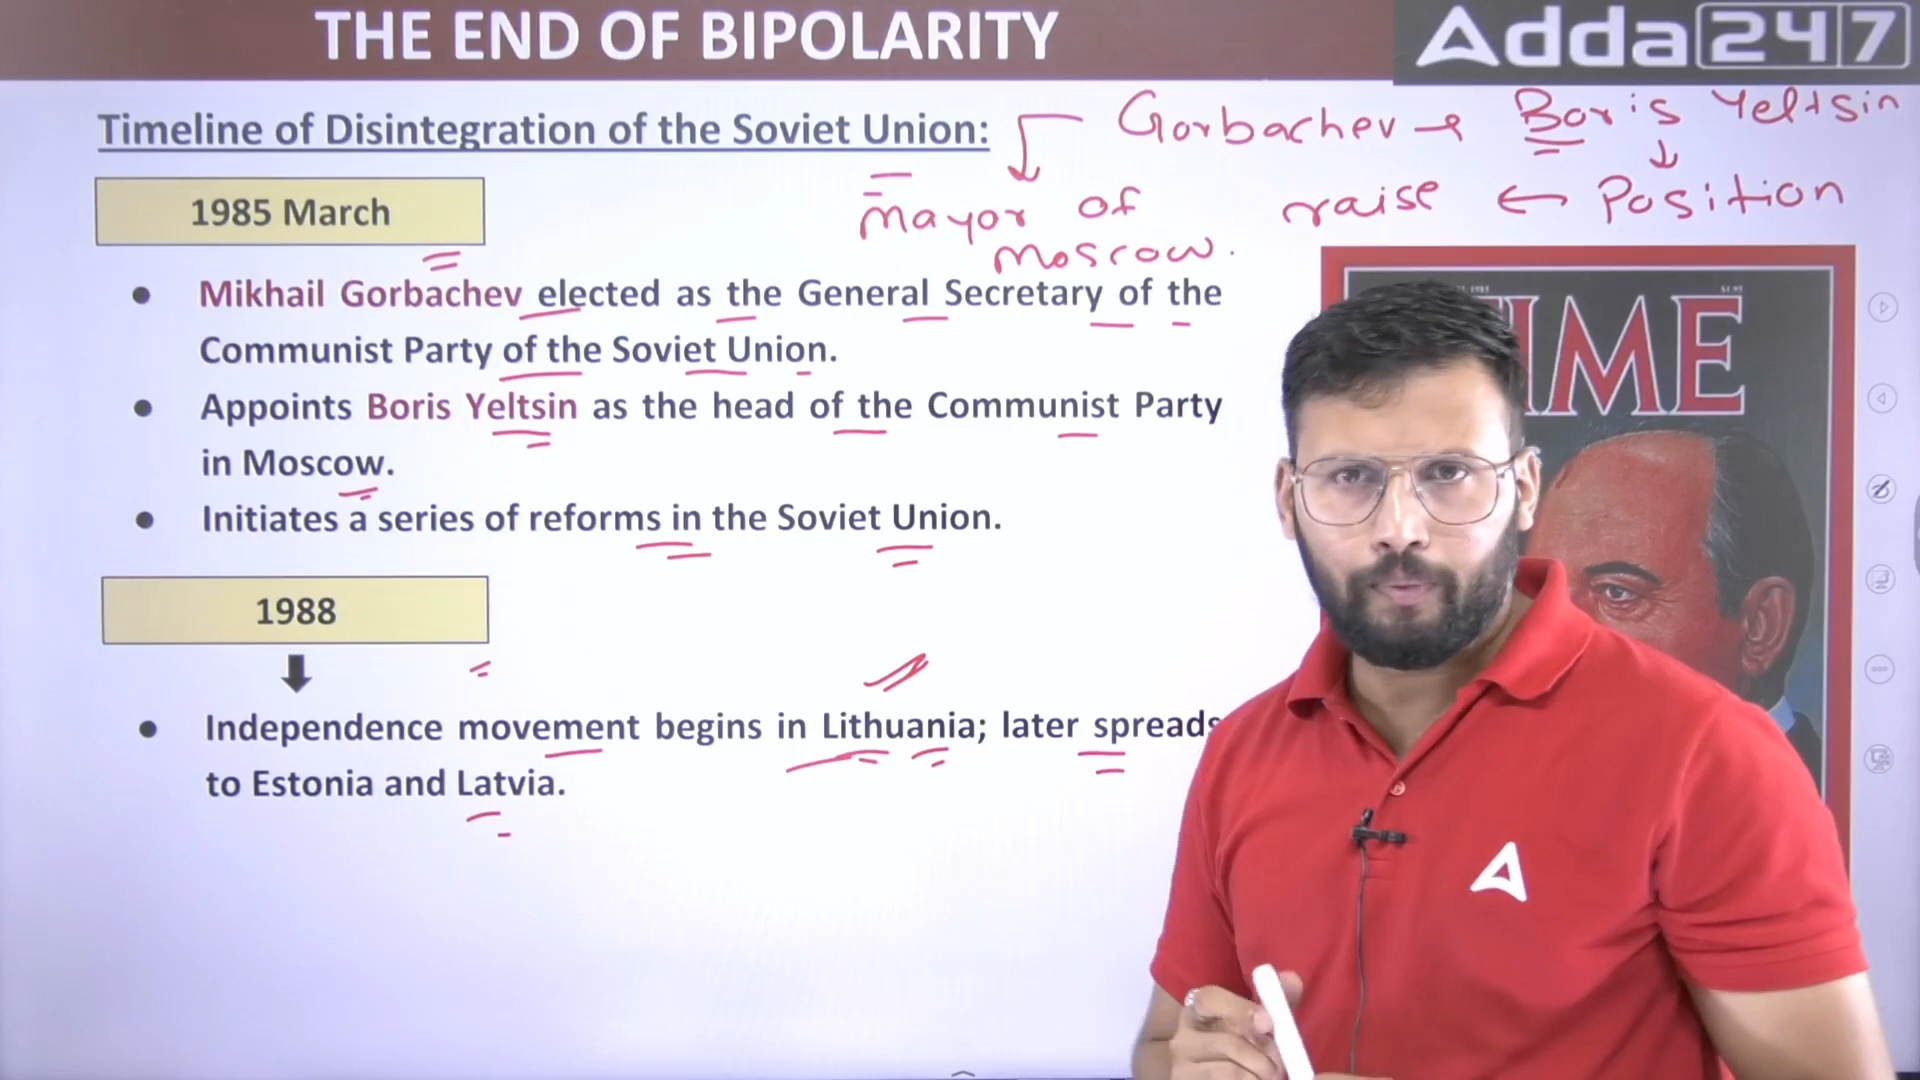 THE END OF BIPOLARITY
Adda247
Timeline of Disintegration of the Soviet Union:
Gorbachev → Boris Yeltsin
mayor of Moscow.
raise ← Position
1985 March
• Mikhail Gorbachev elected as the General Secretary of the
Communist Party of the Soviet Union.
• Appoints Boris Yeltsin as the head of the Communist Party
in Moscow.
• Initiates a series of reforms in the Soviet Union.
1988
• Independence movement begins in Lithuania; later spreads
to Estonia and Latvia.
IME